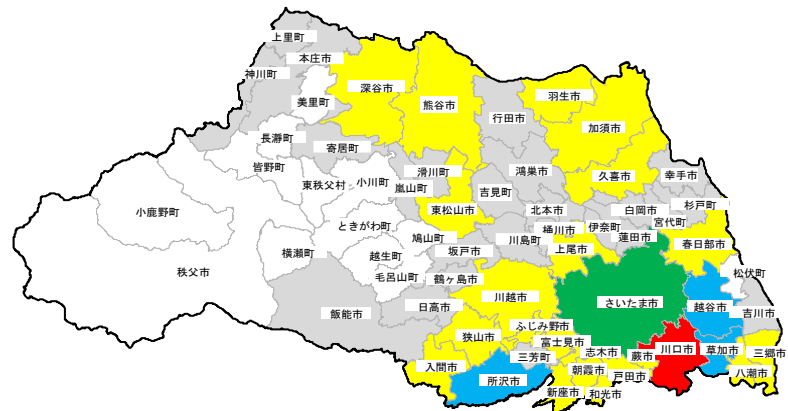 上里町
本庄市
神川町
美里町
深谷市
熊谷市
羽生市
行田市
加須市
長瀞町
寄居町
皆野町
滑川町
鴻巣市
久喜市
幸手市
東秩父村
小川町
嵐山町
吉見町
小鹿野町
東松山市
北本市
白岡市
杉戸町
宮代町
ときがわ町
鳩山町
川島町
桶川市
伊奈町
蓮田市
春日部市
横瀬町
越生町
坂戸市
上尾市
秩父市
毛呂山町
鶴ヶ島市
松伏町
飯能市
日高市
川越市
さいたま市
越谷市
吉川市
ふじみ野市
狭山市
富士見市
三芳町
志木市
蕨市
川口市
草加市
三郷市
入間市
所沢市
朝霞市
戸田市
八潮市
新座市
和光市